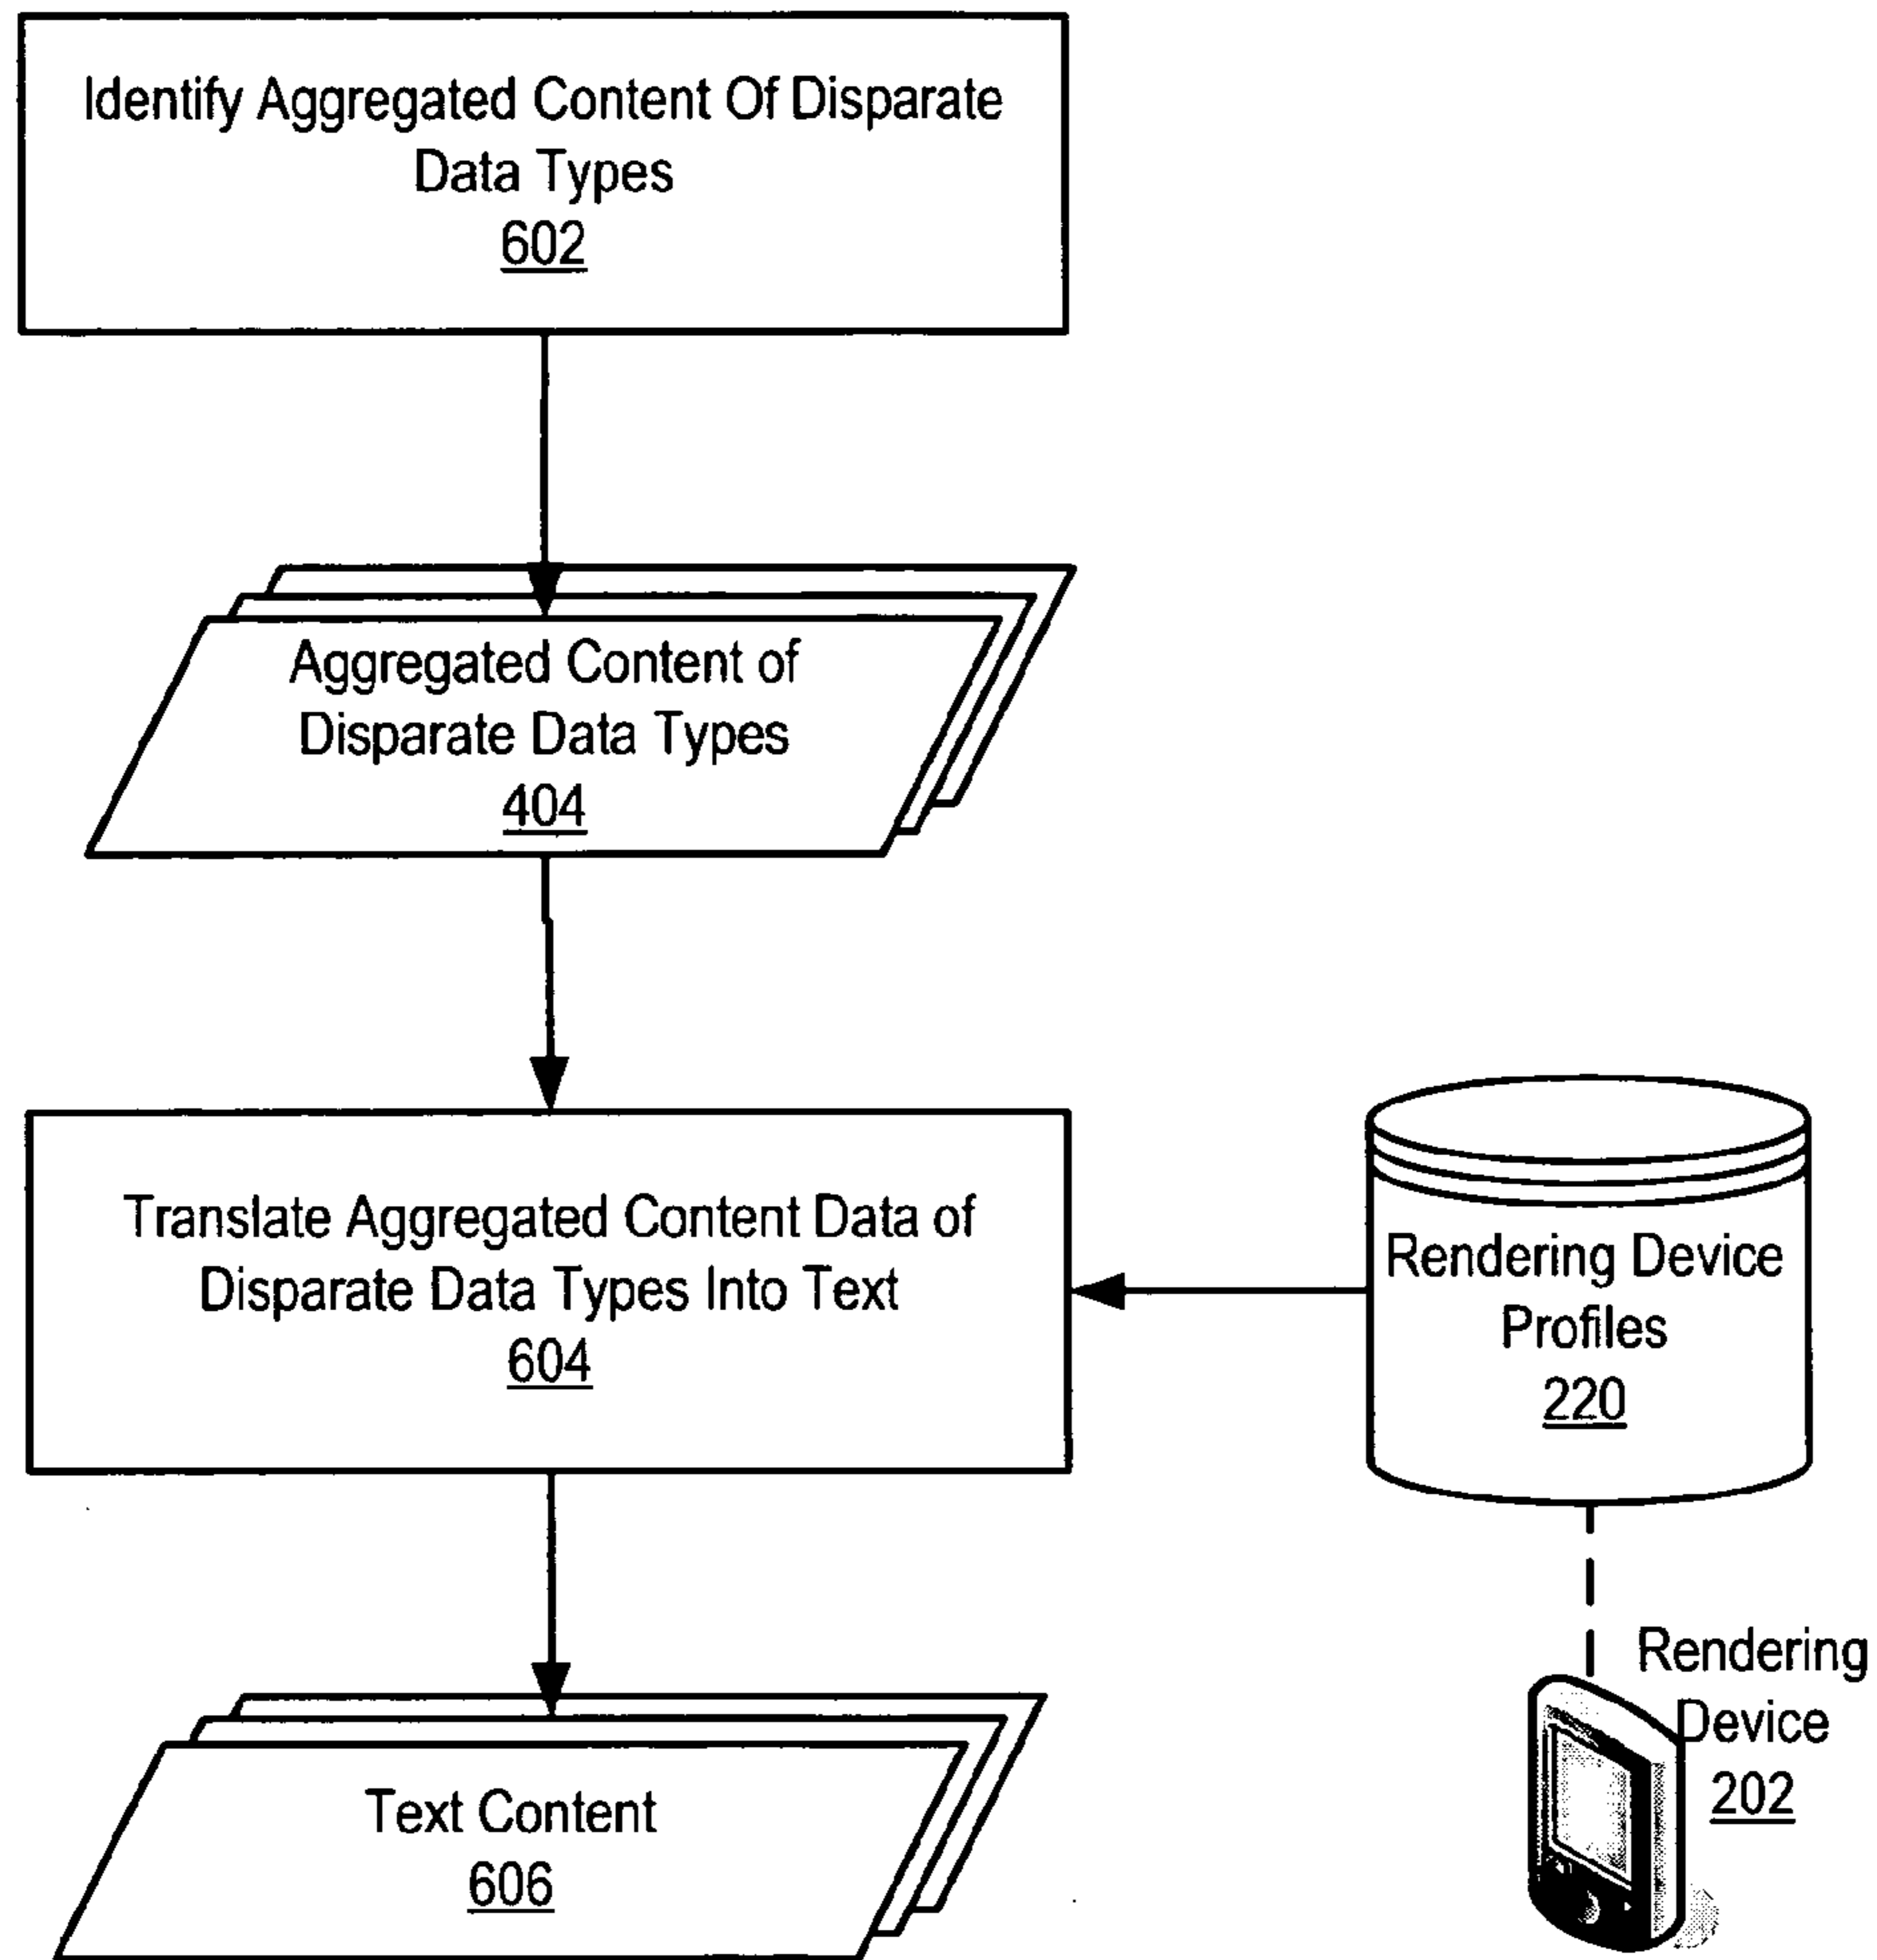 Identify Aggregated Content Of Disparate
Data Types
602
Aggregated Content of
Disparate Data Types
404
Translate Aggregated Content Data of
Disparate Data Types Into Text
604
Rendering Device
Profiles
220
Rendering
Device
202
Text Content
606